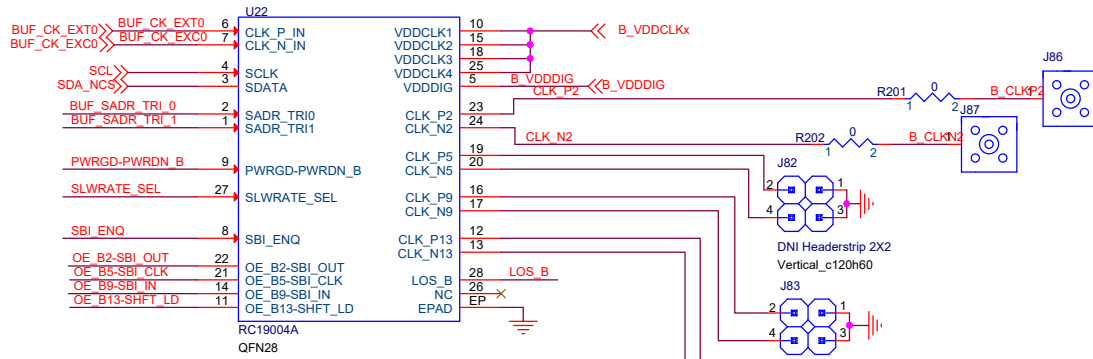 U22
BUF_CK_EXT0 BUF_CK_EXT0 6 CLK_P_IN
BUF_CK_EXC0 BUF_CK_EXC0 7 CLK_N_IN
SCL 4 SCLK
SDA_NCS 3 SDATA
BUF_SADR_TRI_0 2 SADR_TRI0
BUF_SADR_TRI_1 1 SADR_TRI1
PWRGD-PWRDN_B 9 PWRGD-PWRDN_B
SLWRATE_SEL 27 SLWRATE_SEL
SBI_ENQ 8 SBI_ENQ
OE_B2-SBI_OUT 22 OE_B2-SBI_OUT
OE_B5-SBI_CLK 21 OE_B5-SBI_CLK
OE_B9-SBI_IN 14 OE_B9-SBI_IN
OE_B13-SHFT_LD 11 OE_B13-SHFT_LD
RC19004A
QFN28
VDDCLK1 10 B_VDDCLKx
VDDCLK2 15
VDDCLK3 18
VDDCLK4 25
VDDDIG 5 B_VDDDIG B_VDDDIG
CLK_P2 23 CLK_P2
CLK_N2 24 CLK_N2
CLK_P5 19
CLK_N5 20
CLK_P9 16
CLK_N9 17
CLK_P13 12
CLK_N13 13
LOS_B 28 LOS_B
NC 26
EPAD EP
R201 0 1 2 B_CLKP2 1 J86
R202 0 1 2 B_CLKN2 1 J87
J82
2 1
4 3
DNI Headerstrip 2X2
Vertical_c120h60
J83
2 1
4 3